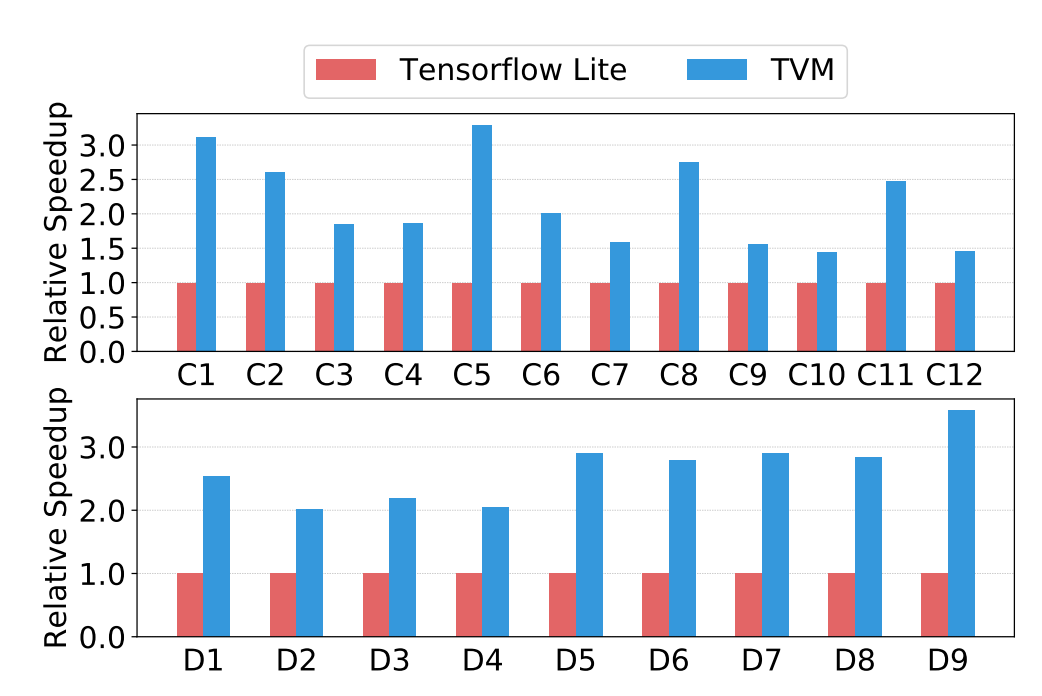 Tensorflow Lite TVM
Relative Speedup
3.0
2.5
2.0
1.5
1.0
0.5
0.0
C1 C2 C3 C4 C5 C6 C7 C8 C9 C10 C11 C12
Relative Speedup
3.0
2.0
1.0
0.0
D1 D2 D3 D4 D5 D6 D7 D8 D9